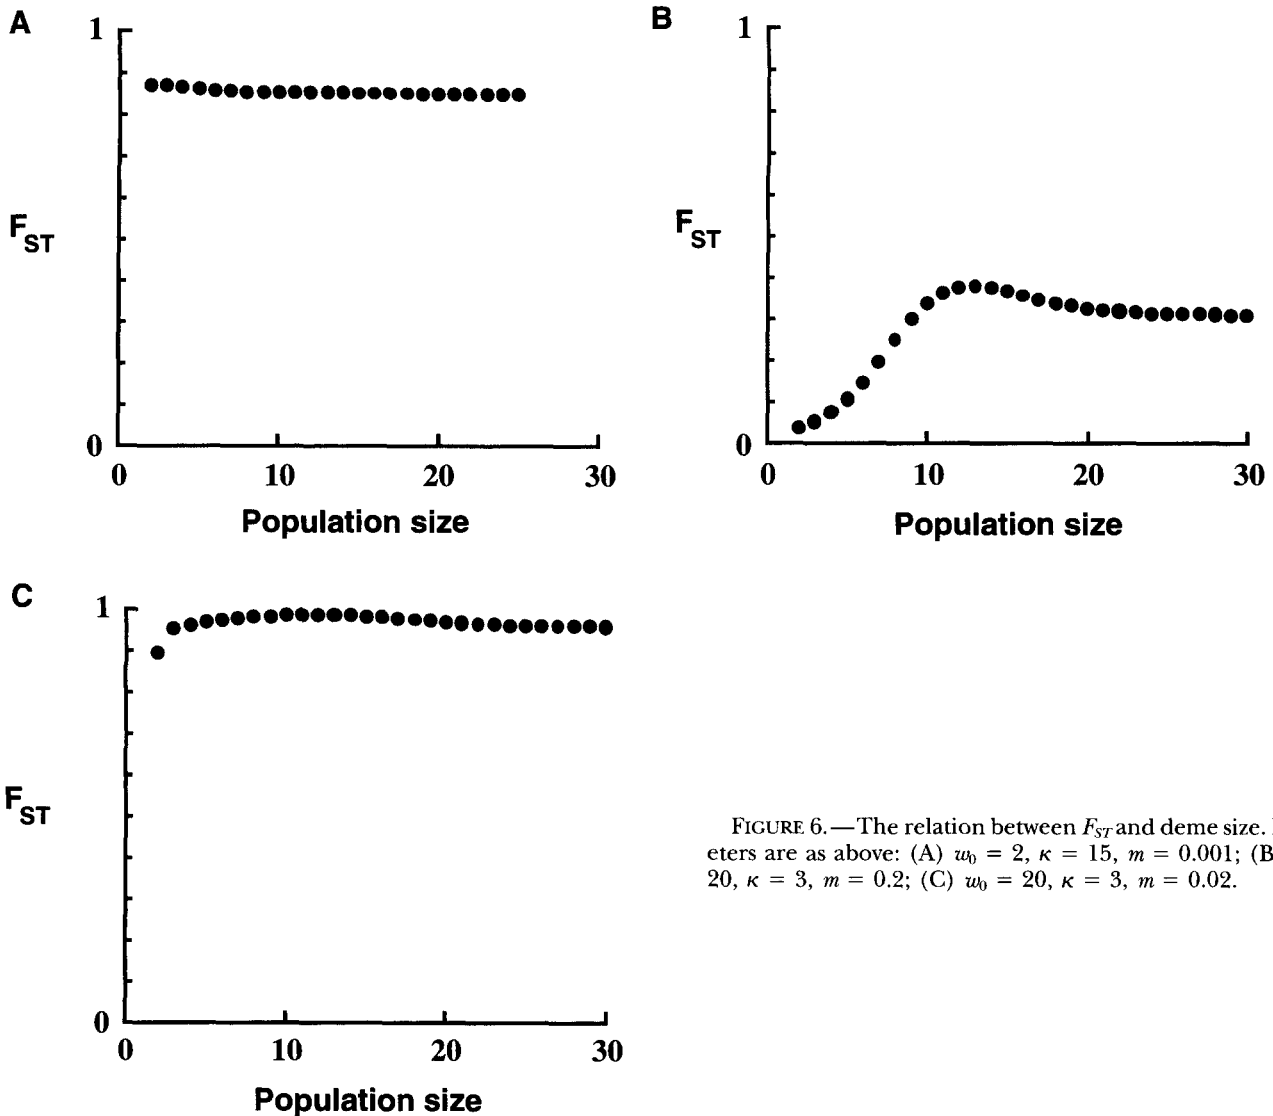 A
1
F_ST
0
0 10 20 30
Population size
B
1
F_ST
0
0 10 20 30
Population size
C
1
F_ST
0
0 10 20 30
Population size
FIGURE 6.—The relation between F_ST and deme size.
eters are as above: (A) w₀ = 2, κ = 15, m = 0.001; (B
20, κ = 3, m = 0.2; (C) w₀ = 20, κ = 3, m = 0.02.